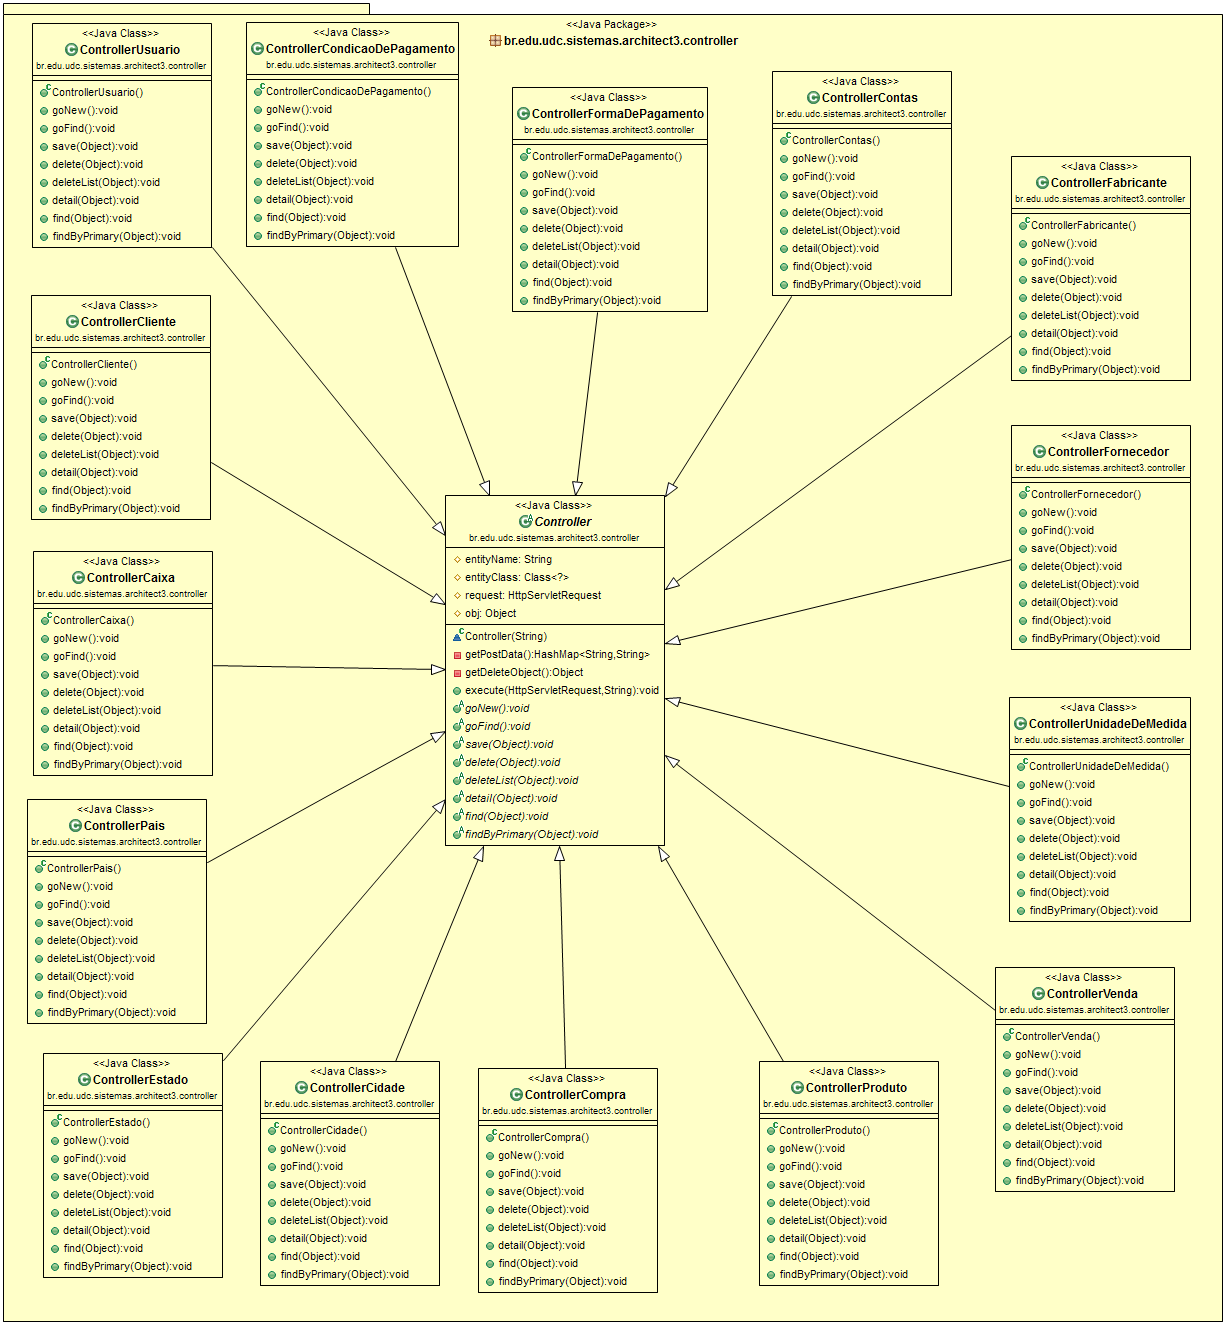 <<Java Package>>
br.edu.udc.sistemas.architect3.controller
<<Java Class>>
ControllerUsuario
br.edu.udc.sistemas.architect3.controller
ControllerUsuario()
goNew():void
goFind():void
save(Object):void
delete(Object):void
deleteList(Object):void
detail(Object):void
find(Object):void
findByPrimary(Object):void
<<Java Class>>
ControllerCondicaoDePagamento
br.edu.udc.sistemas.architect3.controller
ControllerCondicaoDePagamento()
goNew():void
goFind():void
save(Object):void
delete(Object):void
deleteList(Object):void
detail(Object):void
find(Object):void
findByPrimary(Object):void
<<Java Class>>
ControllerFormaDePagamento
br.edu.udc.sistemas.architect3.controller
ControllerFormaDePagamento()
goNew():void
goFind():void
save(Object):void
delete(Object):void
deleteList(Object):void
detail(Object):void
find(Object):void
findByPrimary(Object):void
<<Java Class>>
ControllerContas
br.edu.udc.sistemas.architect3.controller
ControllerContas()
goNew():void
goFind():void
save(Object):void
delete(Object):void
deleteList(Object):void
detail(Object):void
find(Object):void
findByPrimary(Object):void
<<Java Class>>
ControllerFabricante
br.edu.udc.sistemas.architect3.controller
ControllerFabricante()
goNew():void
goFind():void
save(Object):void
delete(Object):void
deleteList(Object):void
detail(Object):void
find(Object):void
findByPrimary(Object):void
<<Java Class>>
ControllerCliente
br.edu.udc.sistemas.architect3.controller
ControllerCliente()
goNew():void
goFind():void
save(Object):void
delete(Object):void
deleteList(Object):void
detail(Object):void
find(Object):void
findByPrimary(Object):void
<<Java Class>>
ControllerFornecedor
br.edu.udc.sistemas.architect3.controller
ControllerFornecedor()
goNew():void
goFind():void
save(Object):void
delete(Object):void
deleteList(Object):void
detail(Object):void
find(Object):void
findByPrimary(Object):void
<<Java Class>>
Controller
br.edu.udc.sistemas.architect3.controller
entityName: String
entityClass: Class<?>
request: HttpServletRequest
obj: Object
Controller(String)
getPostData():HashMap<String,String>
getDeleteObject():Object
execute(HttpServletRequest,String):void
goNew():void
goFind():void
save(Object):void
delete(Object):void
deleteList(Object):void
detail(Object):void
find(Object):void
findByPrimary(Object):void
<<Java Class>>
ControllerCaixa
br.edu.udc.sistemas.architect3.controller
ControllerCaixa()
goNew():void
goFind():void
save(Object):void
delete(Object):void
deleteList(Object):void
detail(Object):void
find(Object):void
findByPrimary(Object):void
<<Java Class>>
ControllerUnidadeDeMedida
br.edu.udc.sistemas.architect3.controller
ControllerUnidadeDeMedida()
goNew():void
goFind():void
save(Object):void
delete(Object):void
deleteList(Object):void
detail(Object):void
find(Object):void
findByPrimary(Object):void
<<Java Class>>
ControllerPais
br.edu.udc.sistemas.architect3.controller
ControllerPais()
goNew():void
goFind():void
save(Object):void
delete(Object):void
deleteList(Object):void
detail(Object):void
find(Object):void
findByPrimary(Object):void
<<Java Class>>
ControllerVenda
br.edu.udc.sistemas.architect3.controller
ControllerVenda()
goNew():void
goFind():void
save(Object):void
delete(Object):void
deleteList(Object):void
detail(Object):void
find(Object):void
findByPrimary(Object):void
<<Java Class>>
ControllerEstado
br.edu.udc.sistemas.architect3.controller
ControllerEstado()
goNew():void
goFind():void
save(Object):void
delete(Object):void
deleteList(Object):void
detail(Object):void
find(Object):void
findByPrimary(Object):void
<<Java Class>>
ControllerCidade
br.edu.udc.sistemas.architect3.controller
ControllerCidade()
goNew():void
goFind():void
save(Object):void
delete(Object):void
deleteList(Object):void
detail(Object):void
find(Object):void
findByPrimary(Object):void
<<Java Class>>
ControllerCompra
br.edu.udc.sistemas.architect3.controller
ControllerCompra()
goNew():void
goFind():void
save(Object):void
delete(Object):void
deleteList(Object):void
detail(Object):void
find(Object):void
findByPrimary(Object):void
<<Java Class>>
ControllerProduto
br.edu.udc.sistemas.architect3.controller
ControllerProduto()
goNew():void
goFind():void
save(Object):void
delete(Object):void
deleteList(Object):void
detail(Object):void
find(Object):void
findByPrimary(Object):void